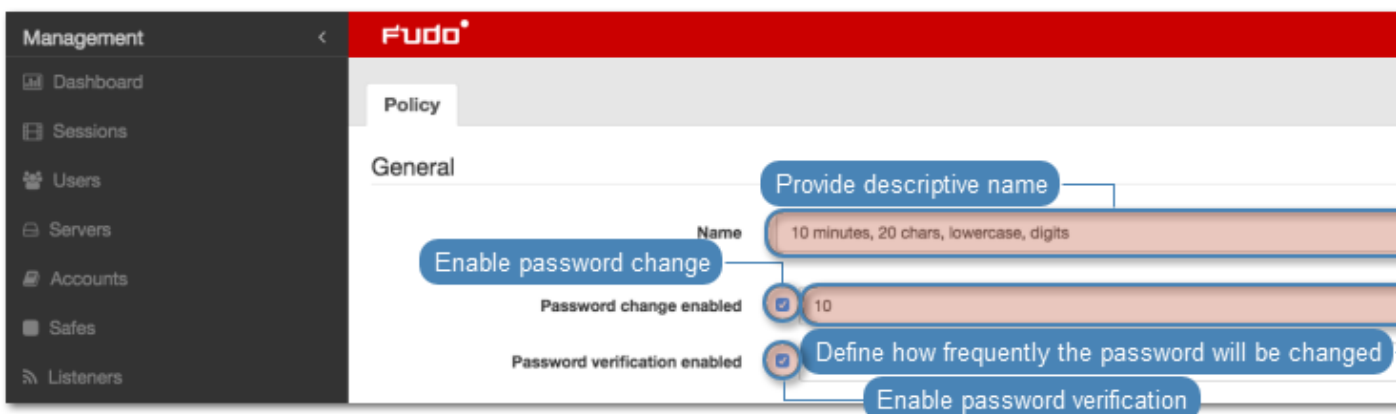 Management <
Fudo
Dashboard
Policy
Sessions
General
Users
Provide descriptive name
Servers
Name
10 minutes, 20 chars, lowercase, digits
Enable password change
Accounts
Password change enabled
10
Safes
Password verification enabled
Define how frequently the password will be changed
Listeners
Enable password verification